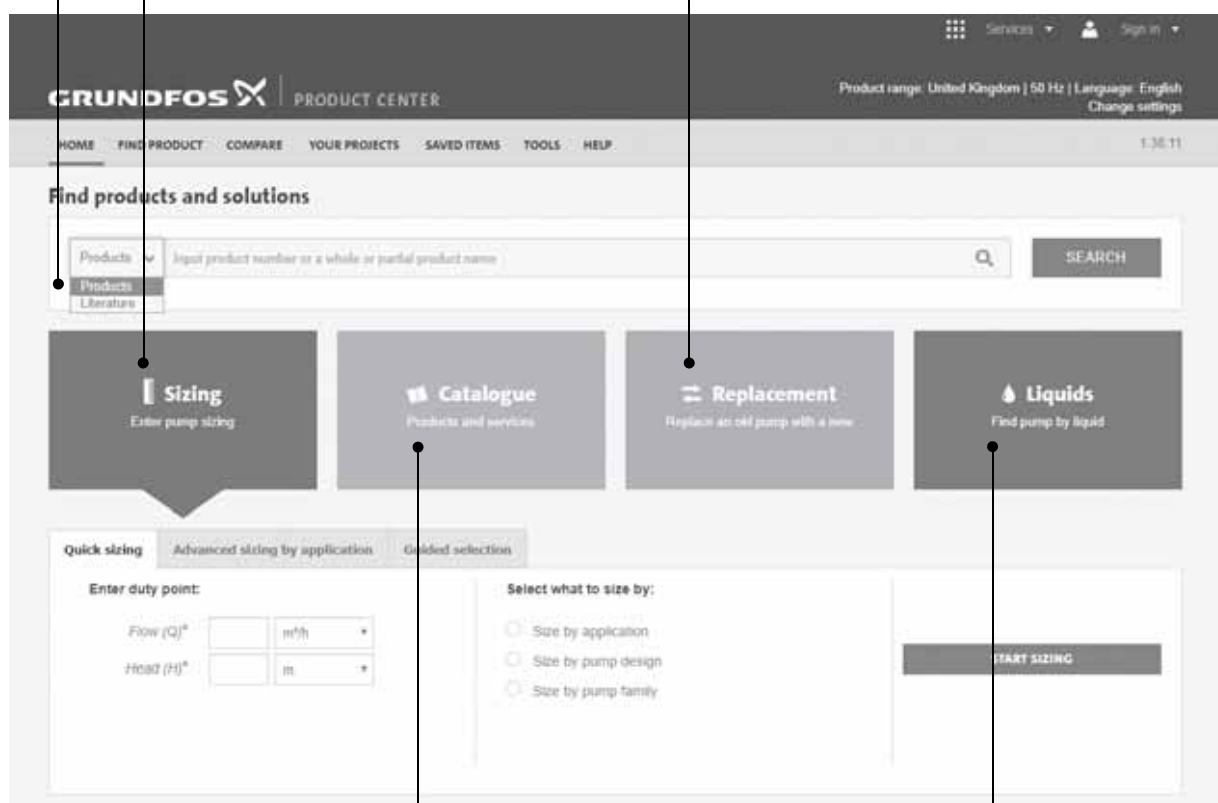 Services
Sign in
GRUNDFOS
PRODUCT CENTER
Product range: United Kingdom | 50 Hz | Language: English
Change settings
HOME FIND PRODUCT COMPARE YOUR PROJECTS SAVED ITEMS TOOLS HELP
1.36.11
Find products and solutions
Products
Input product number or a whole or partial product name
SEARCH
Products
Literature
Sizing
Enter pump sizing
Catalogue
Products and services
Replacement
Replace an old pump with a new
Liquids
Find pump by liquid
Quick sizing
Advanced sizing by application
Guided selection
Enter duty point:
Flow (Q)* m³/h
Head (H)* m
Select what to size by:
Size by application
Size by pump design
Size by pump family
START SIZING